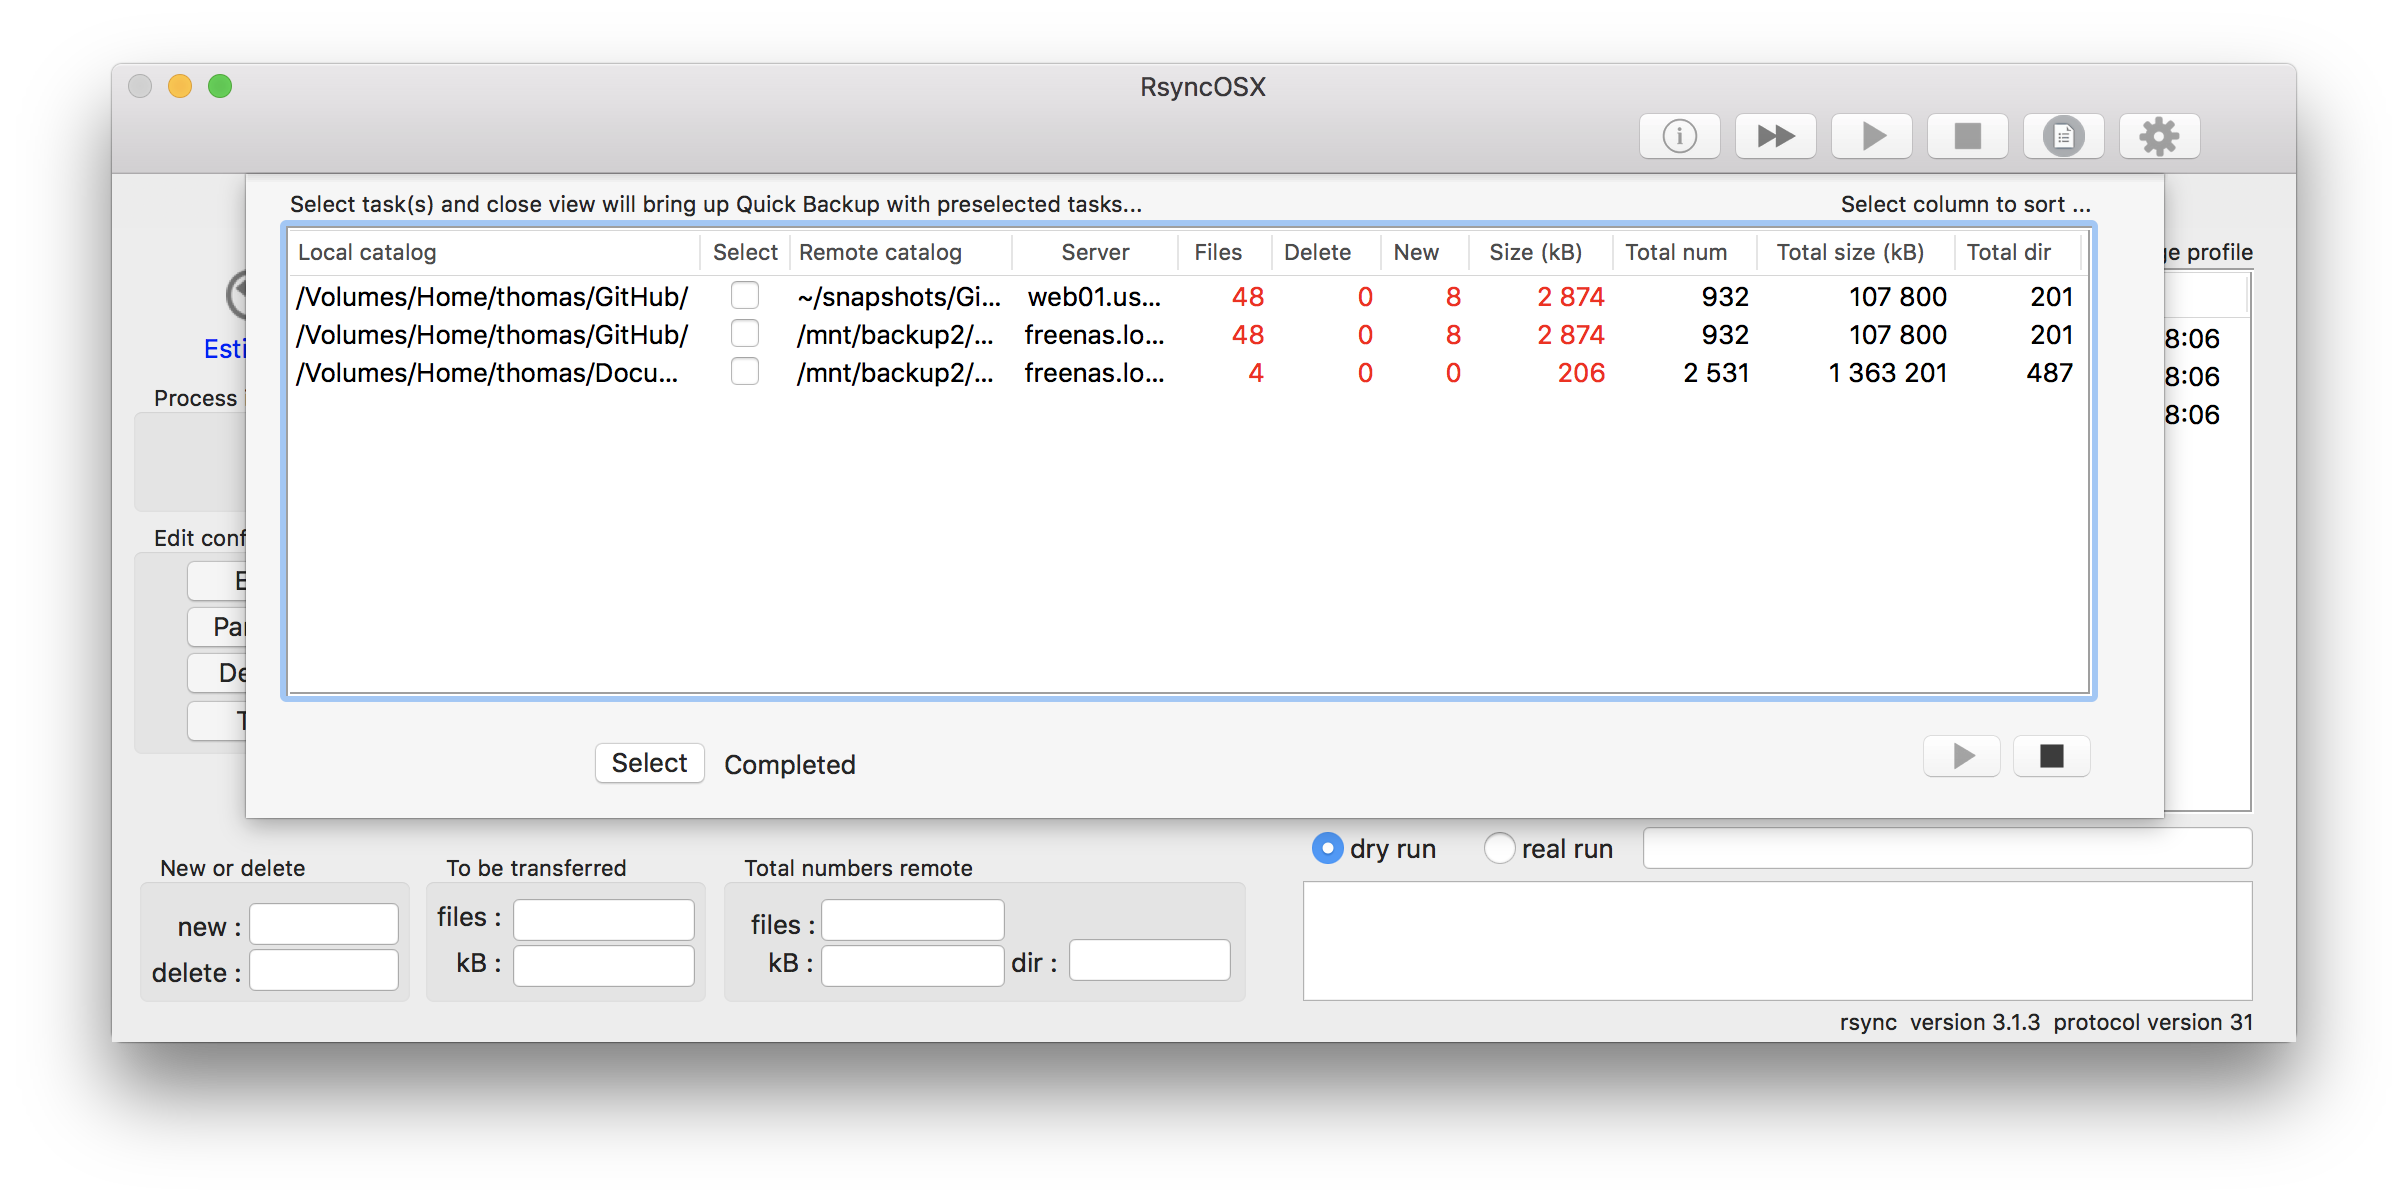 RsyncOSX
Select task(s) and close view will bring up Quick Backup with preselected tasks... Select column to sort ...
Local catalog Select Remote catalog Server Files Delete New Size (kB) Total num Total size (kB) Total dir
/Volumes/Home/thomas/GitHub/ ~/snapshots/Gi... web01.us... 48 0 8 2 874 932 107 800 201
/Volumes/Home/thomas/GitHub/ /mnt/backup2/... freenas.lo... 48 0 8 2 874 932 107 800 201
/Volumes/Home/thomas/Docu... /mnt/backup2/... freenas.lo... 4 0 0 206 2 531 1 363 201 487
profile
8:06
8:06
8:06
Esti
Process
Edit conf
E
Par
De
T
Select Completed
dry run real run
New or delete
new :
delete :
To be transferred
files :
kB :
Total numbers remote
files :
kB : dir :
rsync version 3.1.3 protocol version 31